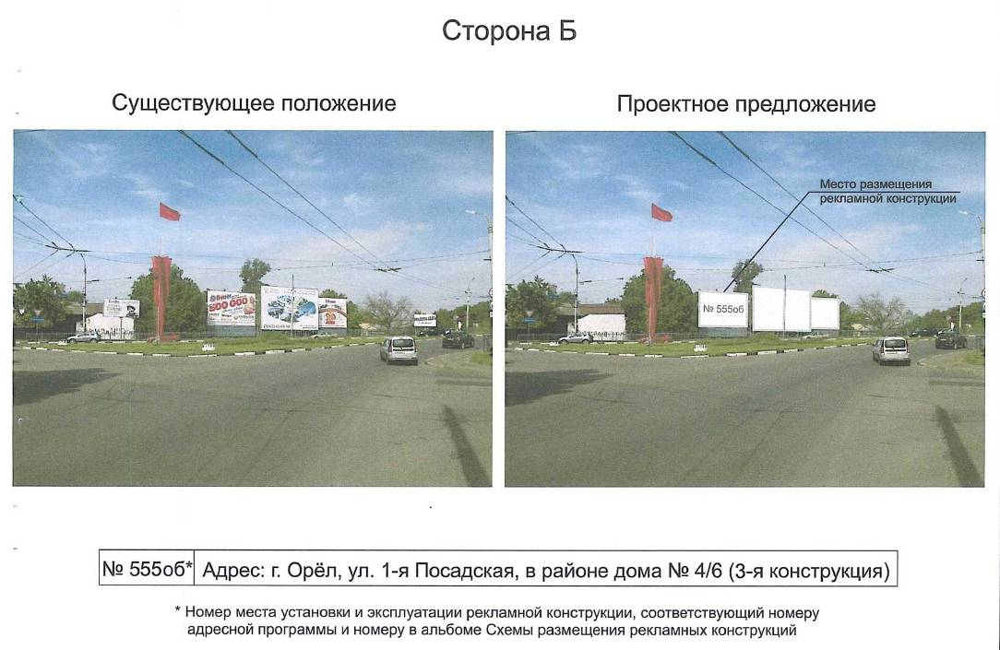 Сторона Б
Существующее положение
Проектное предложение
500 000
Место размещения
рекламной конструкции
№ 555об
№ 555об* Адрес: г. Орёл, ул. 1-я Посадская, в районе дома № 4/6 (3-я конструкция)
* Номер места установки и эксплуатации рекламной конструкции, соответствующий номеру
адресной программы и номеру в альбоме Схемы размещения рекламных конструкций